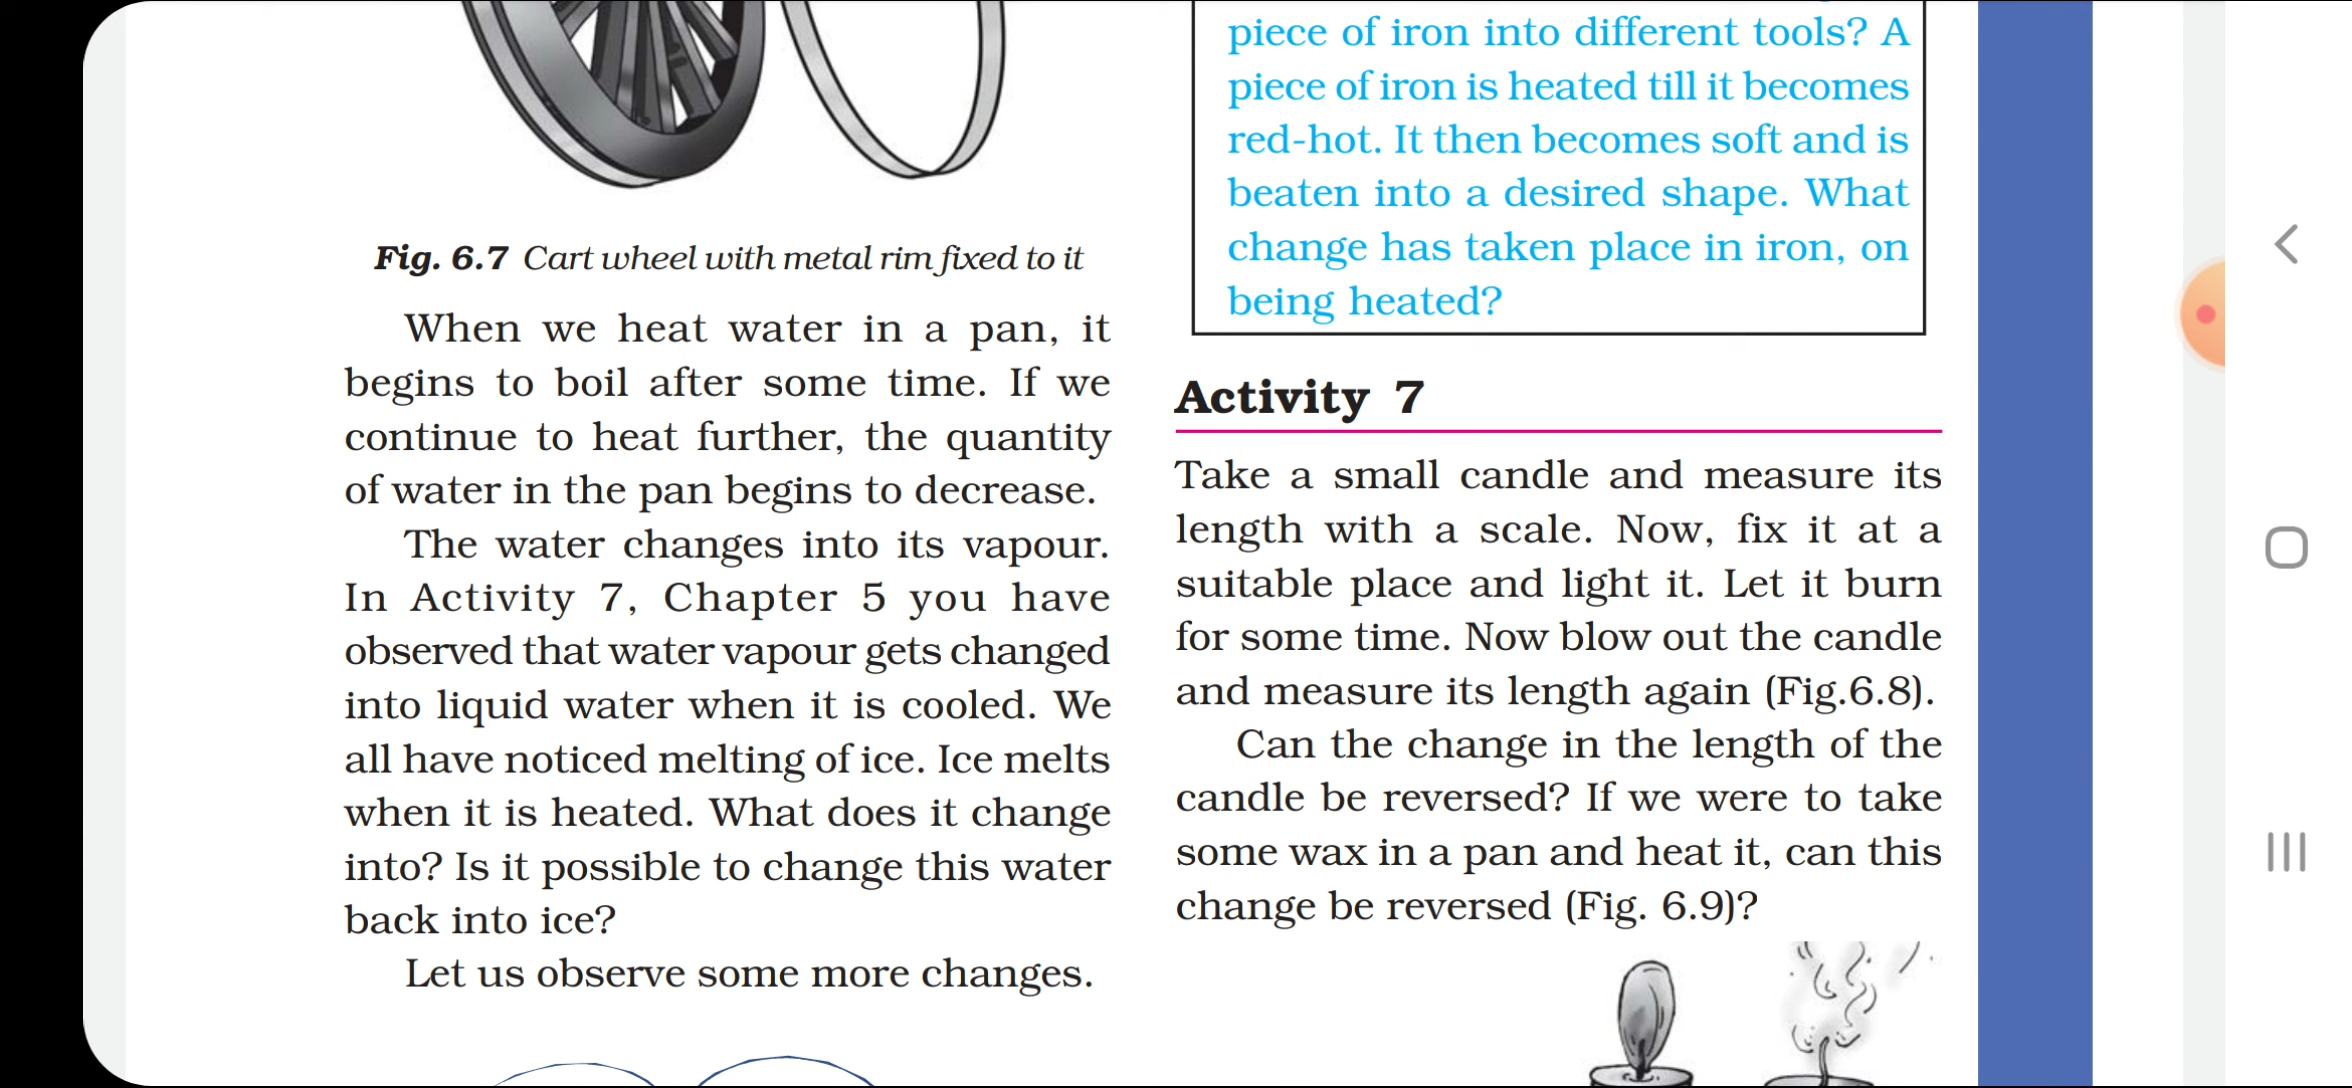 Fig. 6.7 Cart wheel with metal rim fixed to it
When we heat water in a pan, it
begins to boil after some time. If we
continue to heat further, the quantity
of water in the pan begins to decrease.
The water changes into its vapour.
In Activity 7, Chapter 5 you have
observed that water vapour gets changed
into liquid water when it is cooled. We
all have noticed melting of ice. Ice melts
when it is heated. What does it change
into? Is it possible to change this water
back into ice?
Let us observe some more changes.
piece of iron into different tools? A
piece of iron is heated till it becomes
red-hot. It then becomes soft and is
beaten into a desired shape. What
change has taken place in iron, on
being heated?
Activity 7
Take a small candle and measure its
length with a scale. Now, fix it at a
suitable place and light it. Let it burn
for some time. Now blow out the candle
and measure its length again (Fig.6.8).
Can the change in the length of the
candle be reversed? If we were to take
some wax in a pan and heat it, can this
change be reversed (Fig. 6.9)?